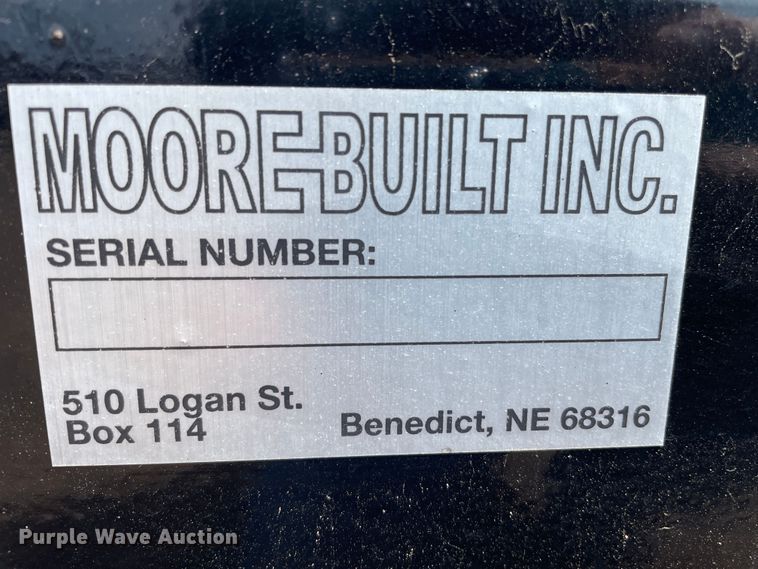 MOORE-BUILT INC.
SERIAL NUMBER:
510 Logan St.
Box 114
Benedict, NE 68316
Purple Wave Auction